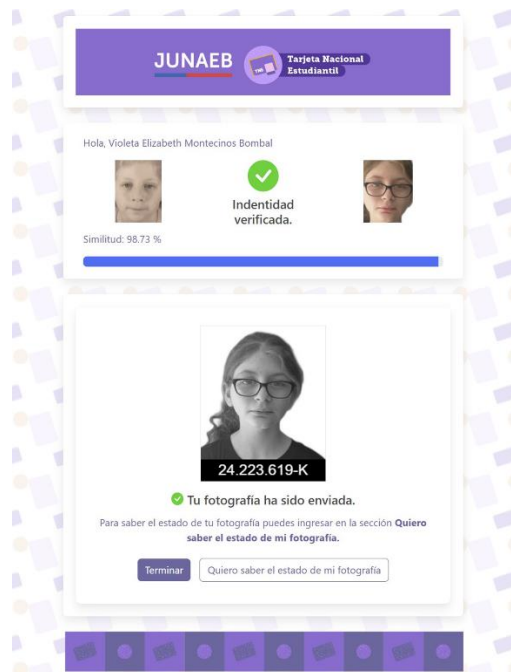 JUNAEB
TNE
Tarjeta Nacional
Estudiantil
Hola, Violeta Elizabeth Montecinos Bombal
Indentidad
verificada.
Similitud: 98.73 %
24.223.619-K
Tu fotografía ha sido enviada.
Para saber el estado de tu fotografía puedes ingresar en la sección Quiero
saber el estado de mi fotografía.
Terminar
Quiero saber el estado de mi fotografía